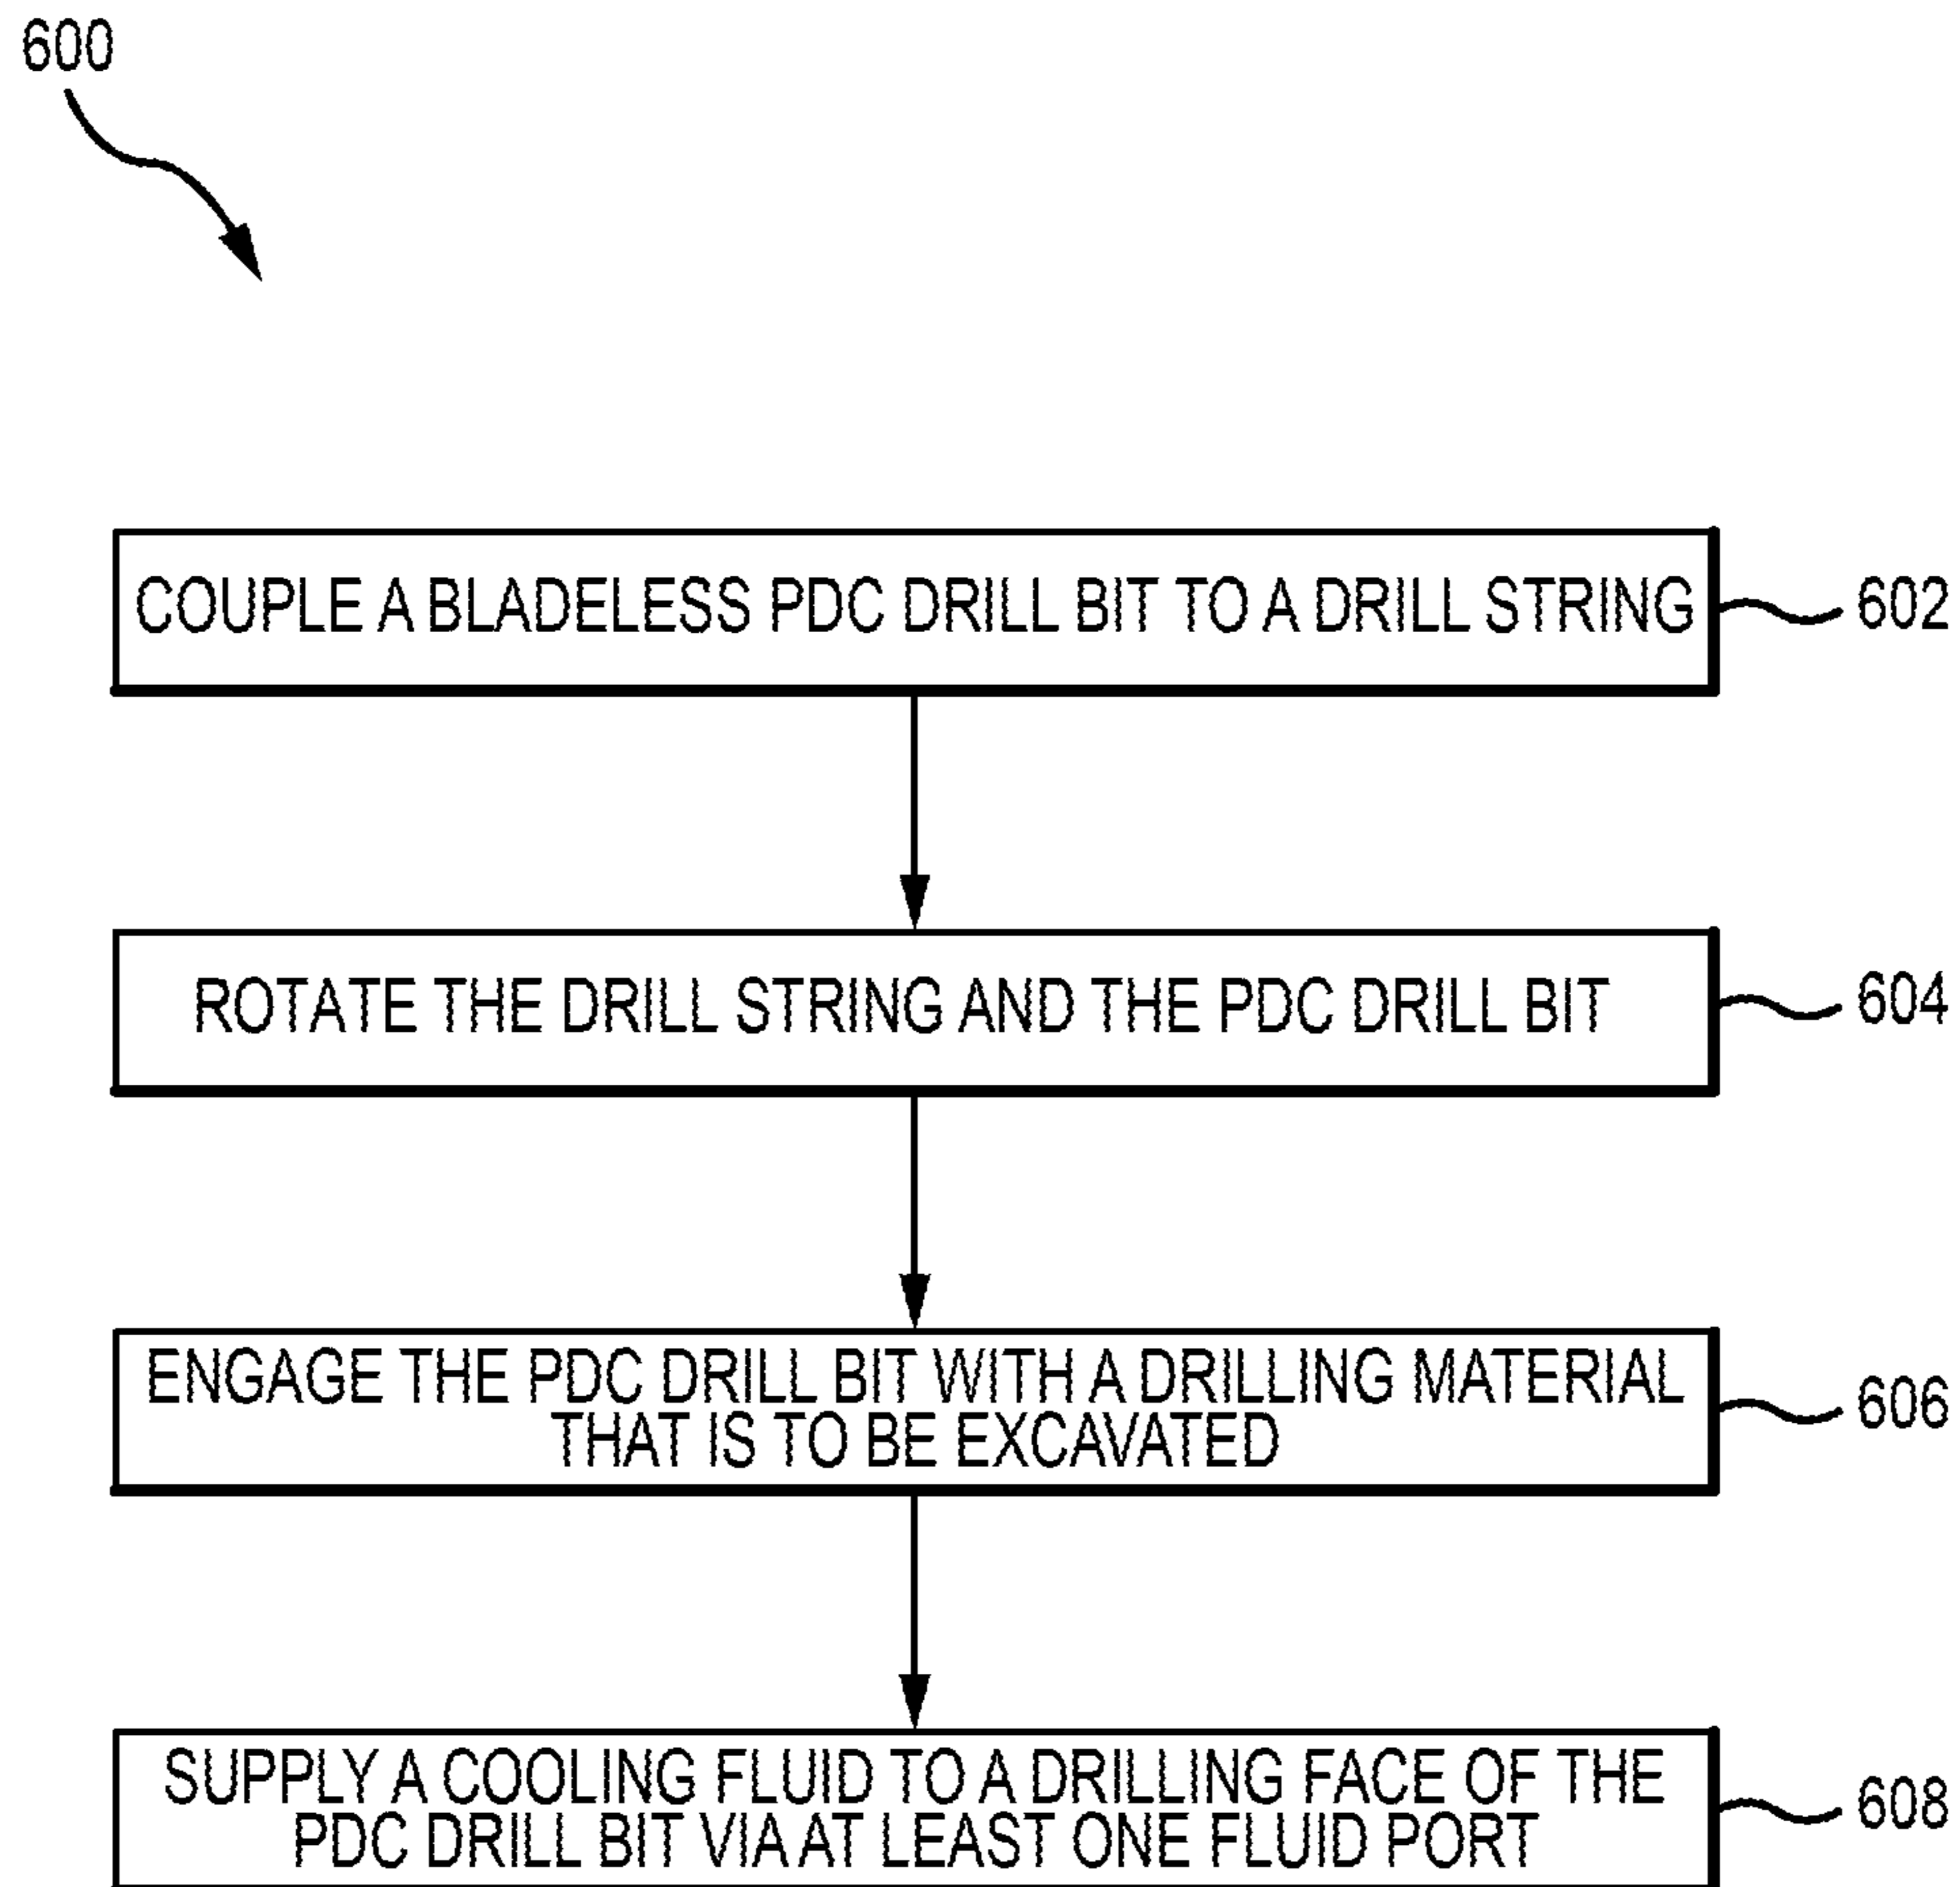 600
COUPLE A BLADELESS PDC DRILL BIT TO A DRILL STRING
602
ROTATE THE DRILL STRING AND THE PDC DRILL BIT
604
ENGAGE THE PDC DRILL BIT WITH A DRILLING MATERIAL
THAT IS TO BE EXCAVATED
606
SUPPLY A COOLING FLUID TO A DRILLING FACE OF THE
PDC DRILL BIT VIA AT LEAST ONE FLUID PORT
608